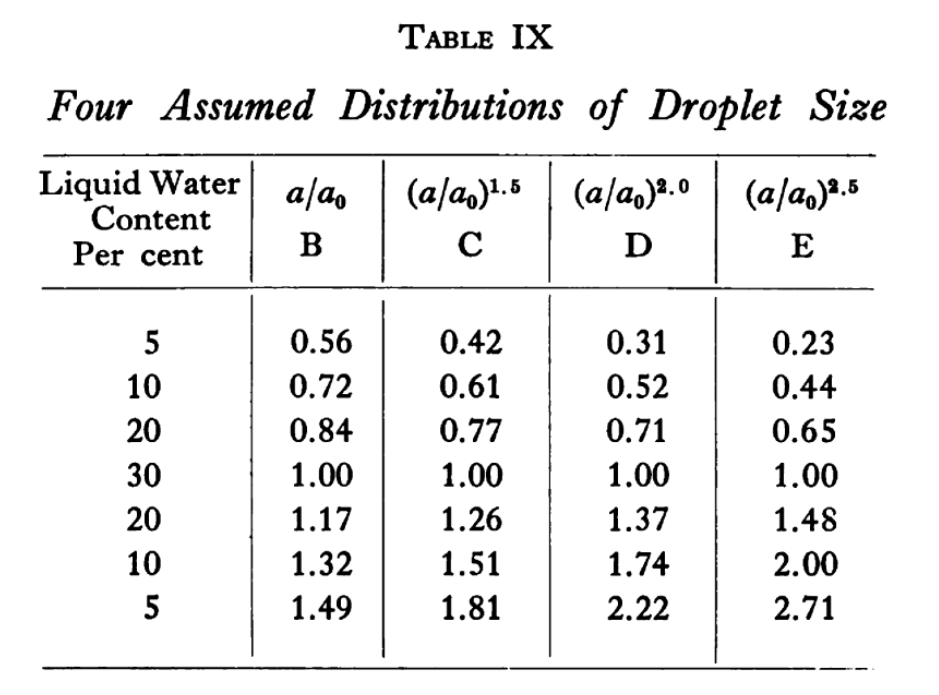 TABLE IX
Four Assumed Distributions of Droplet Size
Liquid Water Content Per cent | a/a₀ B | (a/a₀)¹·⁵ C | (a/a₀)²·⁰ D | (a/a₀)²·⁵ E
5 0.56 0.42 0.31 0.23
10 0.72 0.61 0.52 0.44
20 0.84 0.77 0.71 0.65
30 1.00 1.00 1.00 1.00
20 1.17 1.26 1.37 1.48
10 1.32 1.51 1.74 2.00
5 1.49 1.81 2.22 2.71